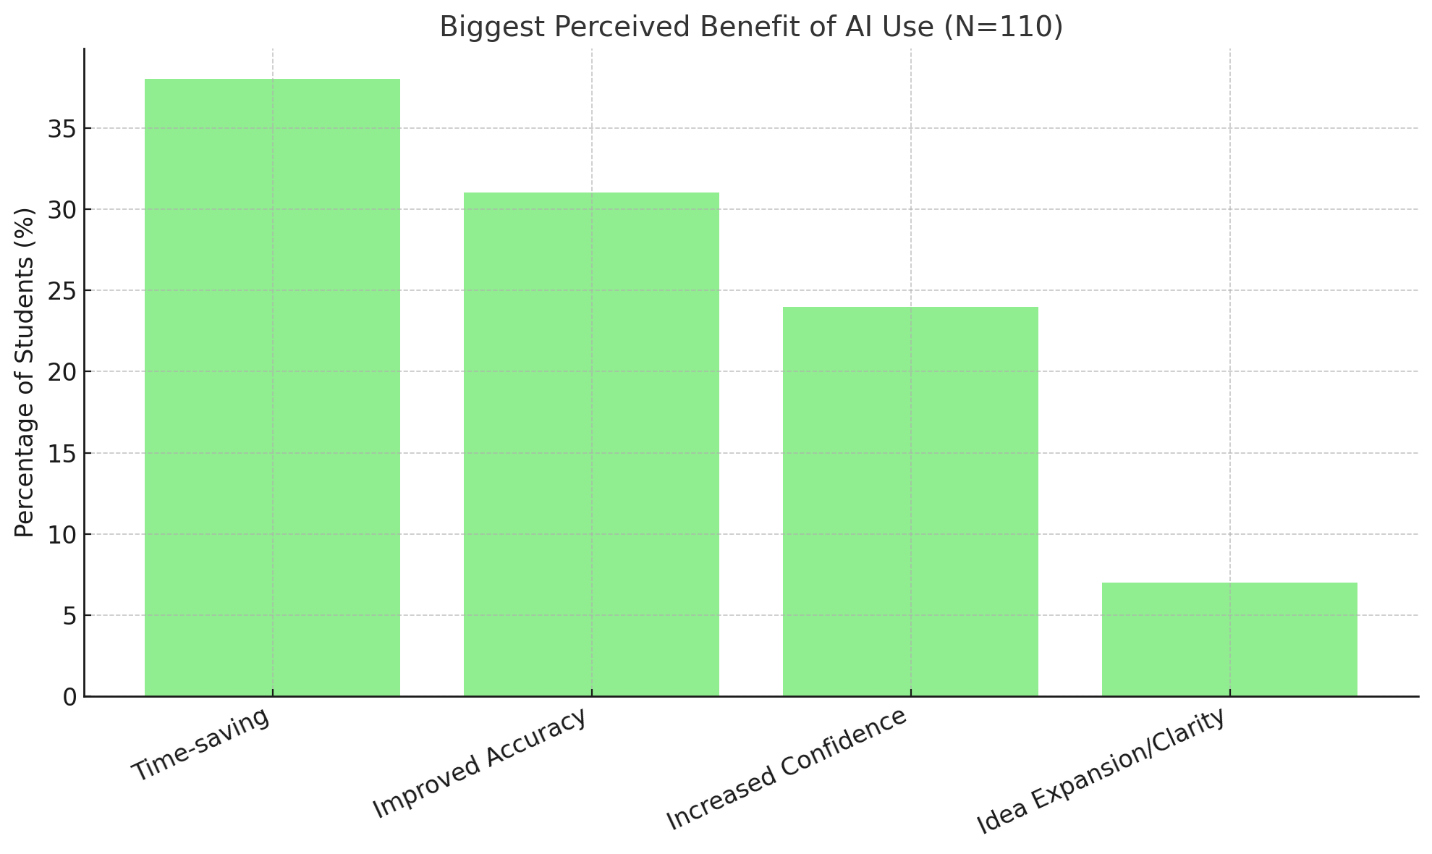 Biggest Perceived Benefit of AI Use (N=110)
Percentage of Students (%)
35
30
25
20
15
10
5
0
Time-saving
Improved Accuracy
Increased Confidence
Idea Expansion/Clarity